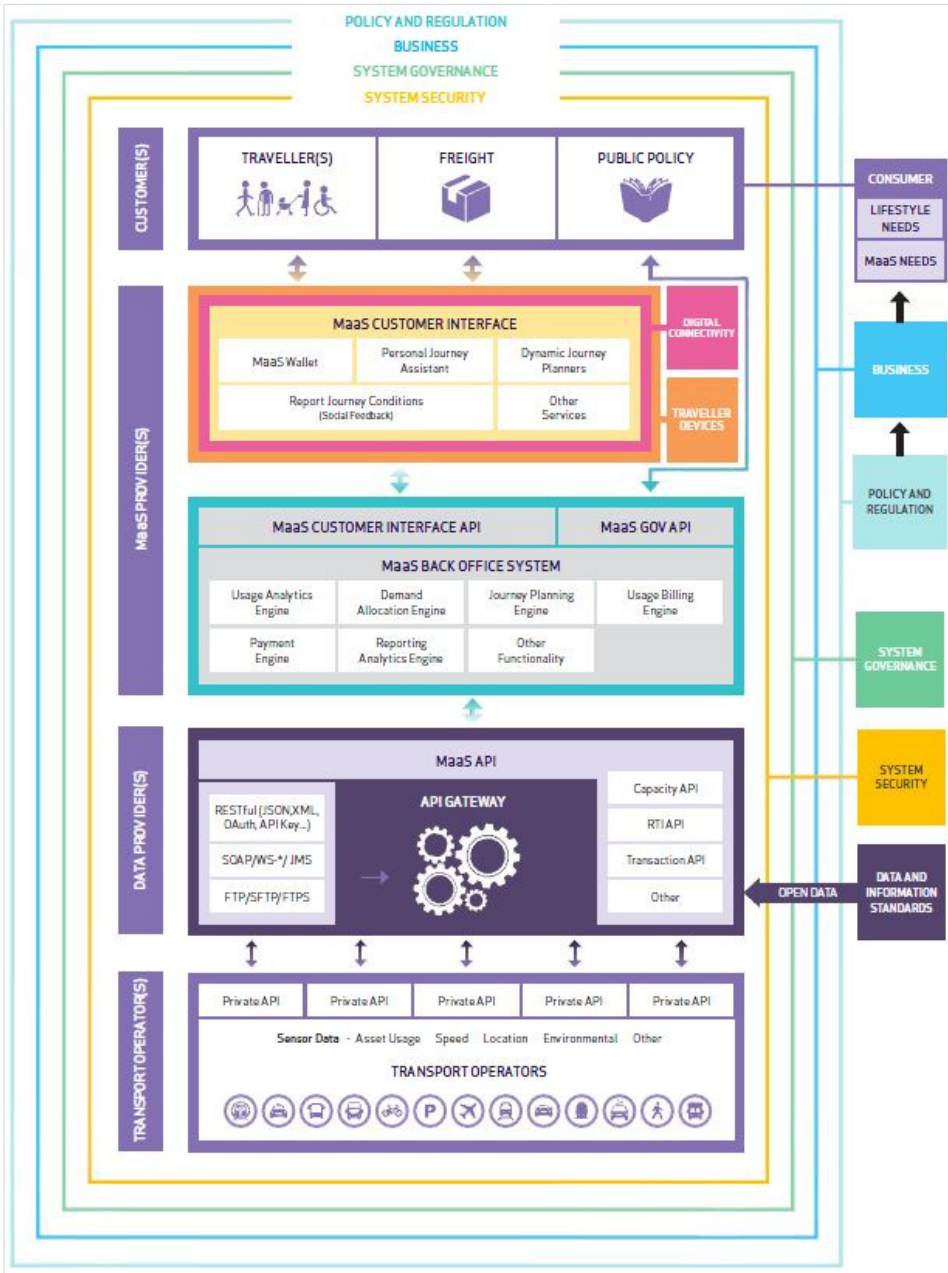 POLICY AND REGULATION
BUSINESS
SYSTEM GOVERNANCE
SYSTEM SECURITY
CUSTOMER(S)
TRAVELLER(S)
FREIGHT
PUBLIC POLICY
CONSUMER
LIFESTYLE
NEEDS
MaaS NEEDS
MaaS PROVIDER(S)
MaaS CUSTOMER INTERFACE
MaaS Wallet
Personal Journey
Assistant
Dynamic Journey
Planners
Report Journey Conditions
(Social Feedback)
Other
Services
DIGITAL
CONNECTIVITY
TRAVELLER
DEVICES
BUSINESS
POLICY AND
REGULATION
MaaS CUSTOMER INTERFACE API
MaaS GOV API
MaaS BACK OFFICE SYSTEM
Usage Analytics
Engine
Demand
Allocation Engine
Journey Planning
Engine
Usage Billing
Engine
Payment
Engine
Reporting
Analytics Engine
Other
Functionality
SYSTEM
GOVERNANCE
DATA PROVIDER(S)
MaaS API
RESTful (JSON,XML,
OAuth, API Key...)
SOAP/WS-*/ JMS
FTP/SFTP/FTPS
API GATEWAY
Capacity API
RTI API
Transaction API
Other
SYSTEM
SECURITY
OPEN DATA
DATA AND
INFORMATION
STANDARDS
TRANSPORT OPERATOR(S)
Private API
Private API
Private API
Private API
Private API
Sensor Data - Asset Usage Speed Location Environmental Other
TRANSPORT OPERATORS
P